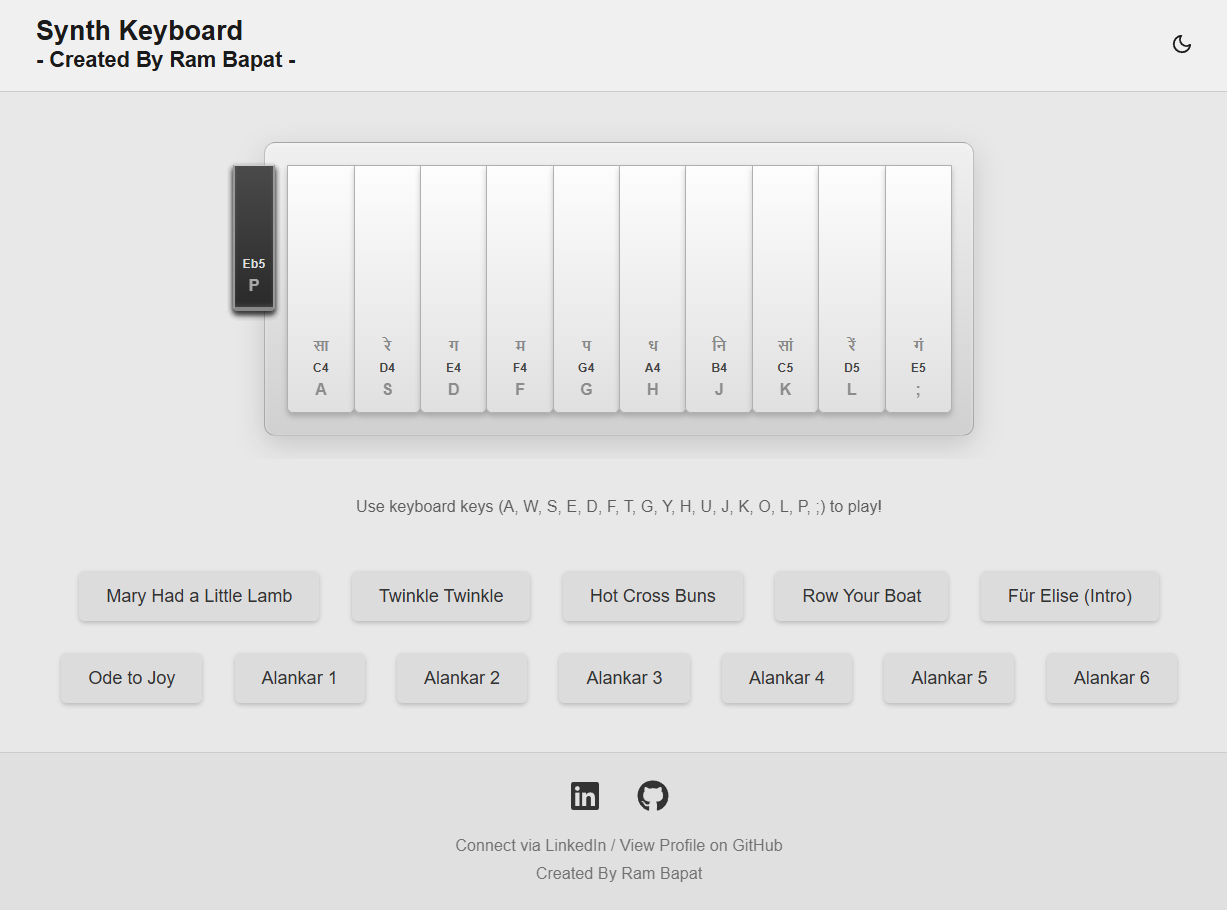 Synth Keyboard
- Created By Ram Bapat -
Eb5
P
सा रे ग म प ध नि सां रें गं
C4 D4 E4 F4 G4 A4 B4 C5 D5 E5
A S D F G H J K L ;
Use keyboard keys (A, W, S, E, D, F, T, G, Y, H, U, J, K, O, L, P, ;) to play!
Mary Had a Little Lamb Twinkle Twinkle Hot Cross Buns Row Your Boat Für Elise (Intro)
Ode to Joy Alankar 1 Alankar 2 Alankar 3 Alankar 4 Alankar 5 Alankar 6
in
Connect via LinkedIn / View Profile on GitHub
Created By Ram Bapat